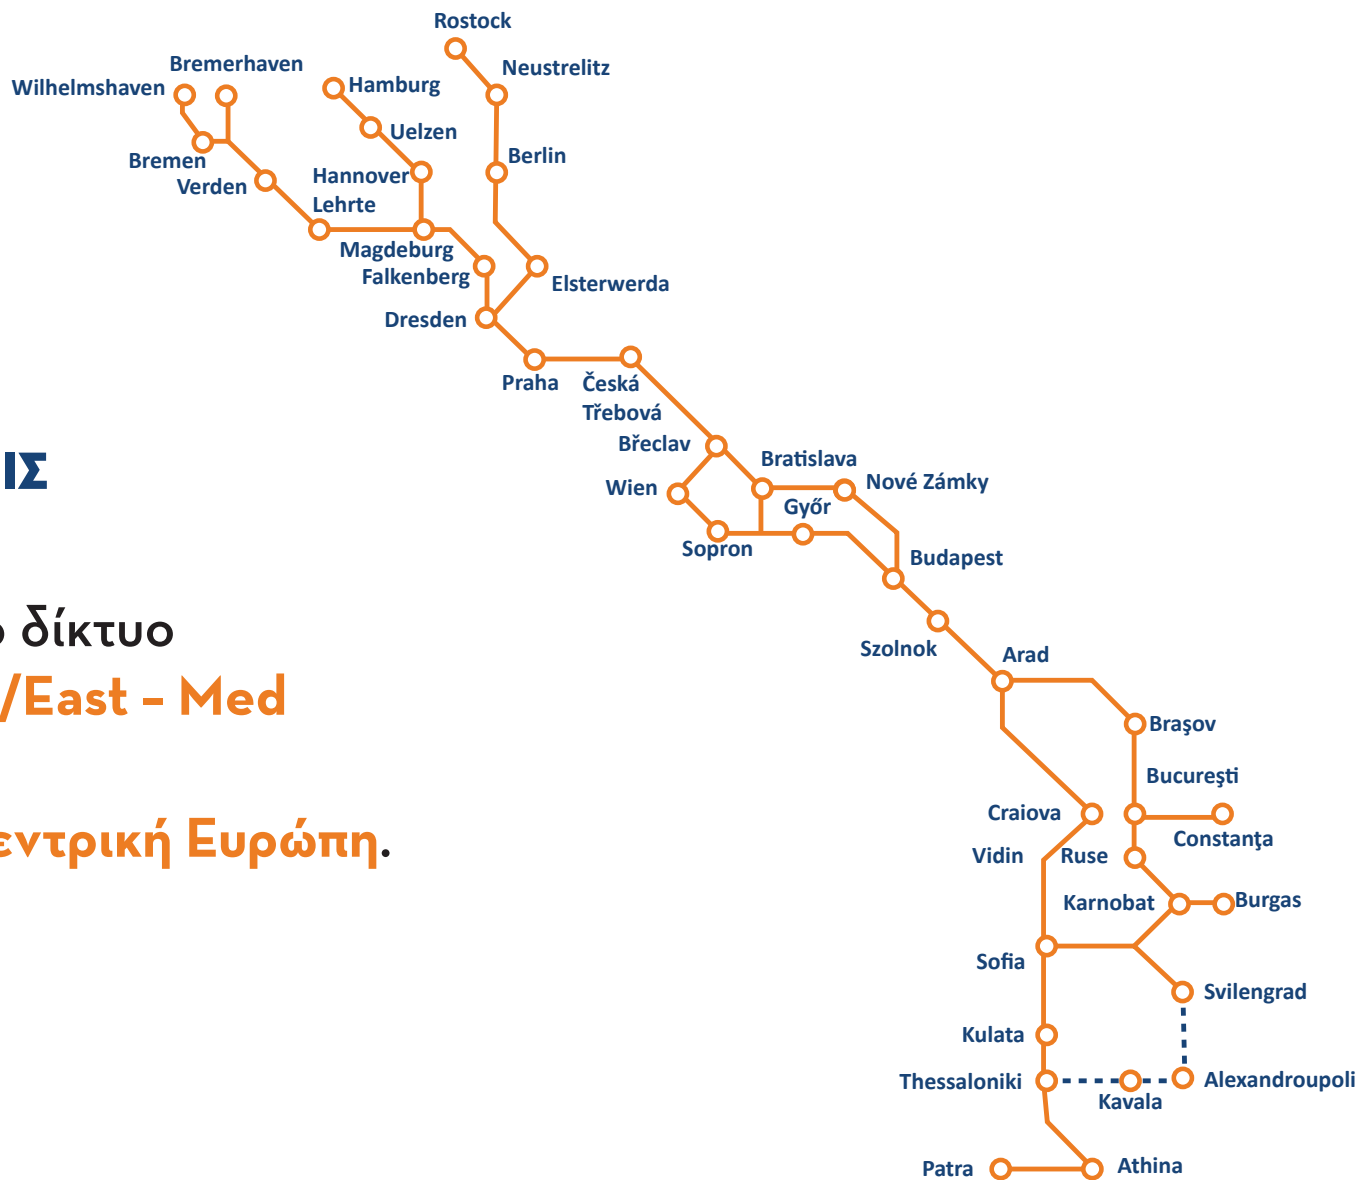 Rostock
Bremerhaven
Neustrelitz
Wilhelmshaven
Hamburg
Uelzen
Bremen
Berlin
Verden
Hannover
Lehrte
Magdeburg
Falkenberg
Elsterwerda
Dresden
Praha
Česká
Třebová
Břeclav
Bratislava
Wien
Nové Zámky
Győr
Sopron
Budapest
Szolnok
Arad
Braşov
Bucureşti
Craiova
Constanţa
Vidin
Ruse
Karnobat
Burgas
Sofia
Svilengrad
Kulata
Thessaloniki
Alexandroupoli
Kavala
Patra
Athina
ΙΣ
ο δίκτυο
/East – Med
εντρική Ευρώπη.